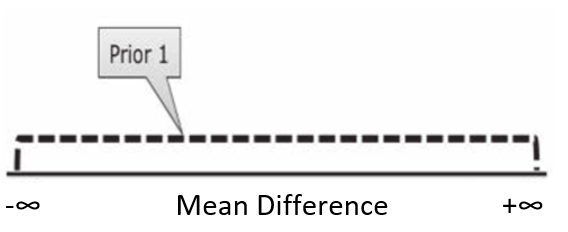 Prior 1
-∞ Mean Difference +∞